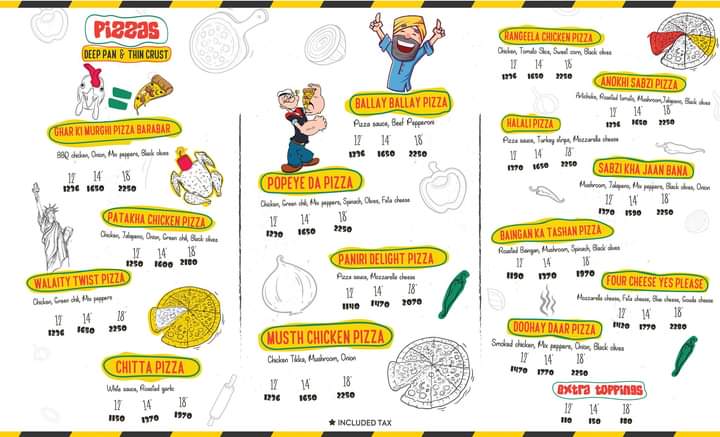 Pizzas
DEEP PAN & THIN CRUST
GHAR KI MURGHI PIZZA BARABAR
BBQ chicken, Onion, Mix peppers, Black olives
12" 14" 18"
1236 1650 2250
PATAKHA CHICKEN PIZZA
Chicken, Jalapeno, Onion, Green chili, Black olives
12" 14" 18"
1250 1600 2180
WALAITY TWIST PIZZA
Chicken, Green chili, Mix peppers
12" 14" 18"
1236 1650 2250
CHITTA PIZZA
White sauce, Roasted garlic
12" 14" 18"
1150 1370 1970
BALLAY BALLAY PIZZA
Pizza sauce, Beef Pepperoni
12" 14" 18"
1236 1650 2250
POPEYE DA PIZZA
Chicken, Green chili, Mix peppers, Spinach, Olives, Feta cheese
12" 14" 18"
1290 1650 2250
PANIRI DELIGHT PIZZA
Pizza sauce, Mozzarella cheese
12" 14" 18"
1140 1470 2070
MUSTH CHICKEN PIZZA
Chicken Tikka, Mushroom, Onion
12" 14" 18"
1236 1650 2250
RANGEELA CHICKEN PIZZA
Chicken, Tomato Slice, Sweet corn, Black olives
12" 14" 18"
1236 1650 2250
ANOKHI SABZI PIZZA
Artichoke, Roasted tomato, Mushroom, Jalapeno, Black olives
12" 14" 18"
1236 1650 2250
HALALI PIZZA
Pizza sauce, Turkey strips, Mozzarella cheese
12" 14" 18"
1370 1650 2250
SABZI KHA JAAN BANA
Mushroom, Jalapeno, Mix peppers, Black olives, Onion
12" 14" 18"
1270 1590 2250
BAINGAN KA TASHAN PIZZA
Roasted Baingan, Mushroom, Spinach, Black olives
12" 14" 18"
1190 1370 1970
FOUR CHEESE YES PLEASE
Mozzarella cheese, Feta cheese, Blue cheese, Gouda cheese
12" 14" 18"
1420 1770 2280
DOOHAY DAAR PIZZA
Smoked chicken, Mix peppers, Onion, Black olives
12" 14" 18"
1470 1770 2250
extra toppings
12" 14" 18"
110 150 180
★ INCLUDED TAX